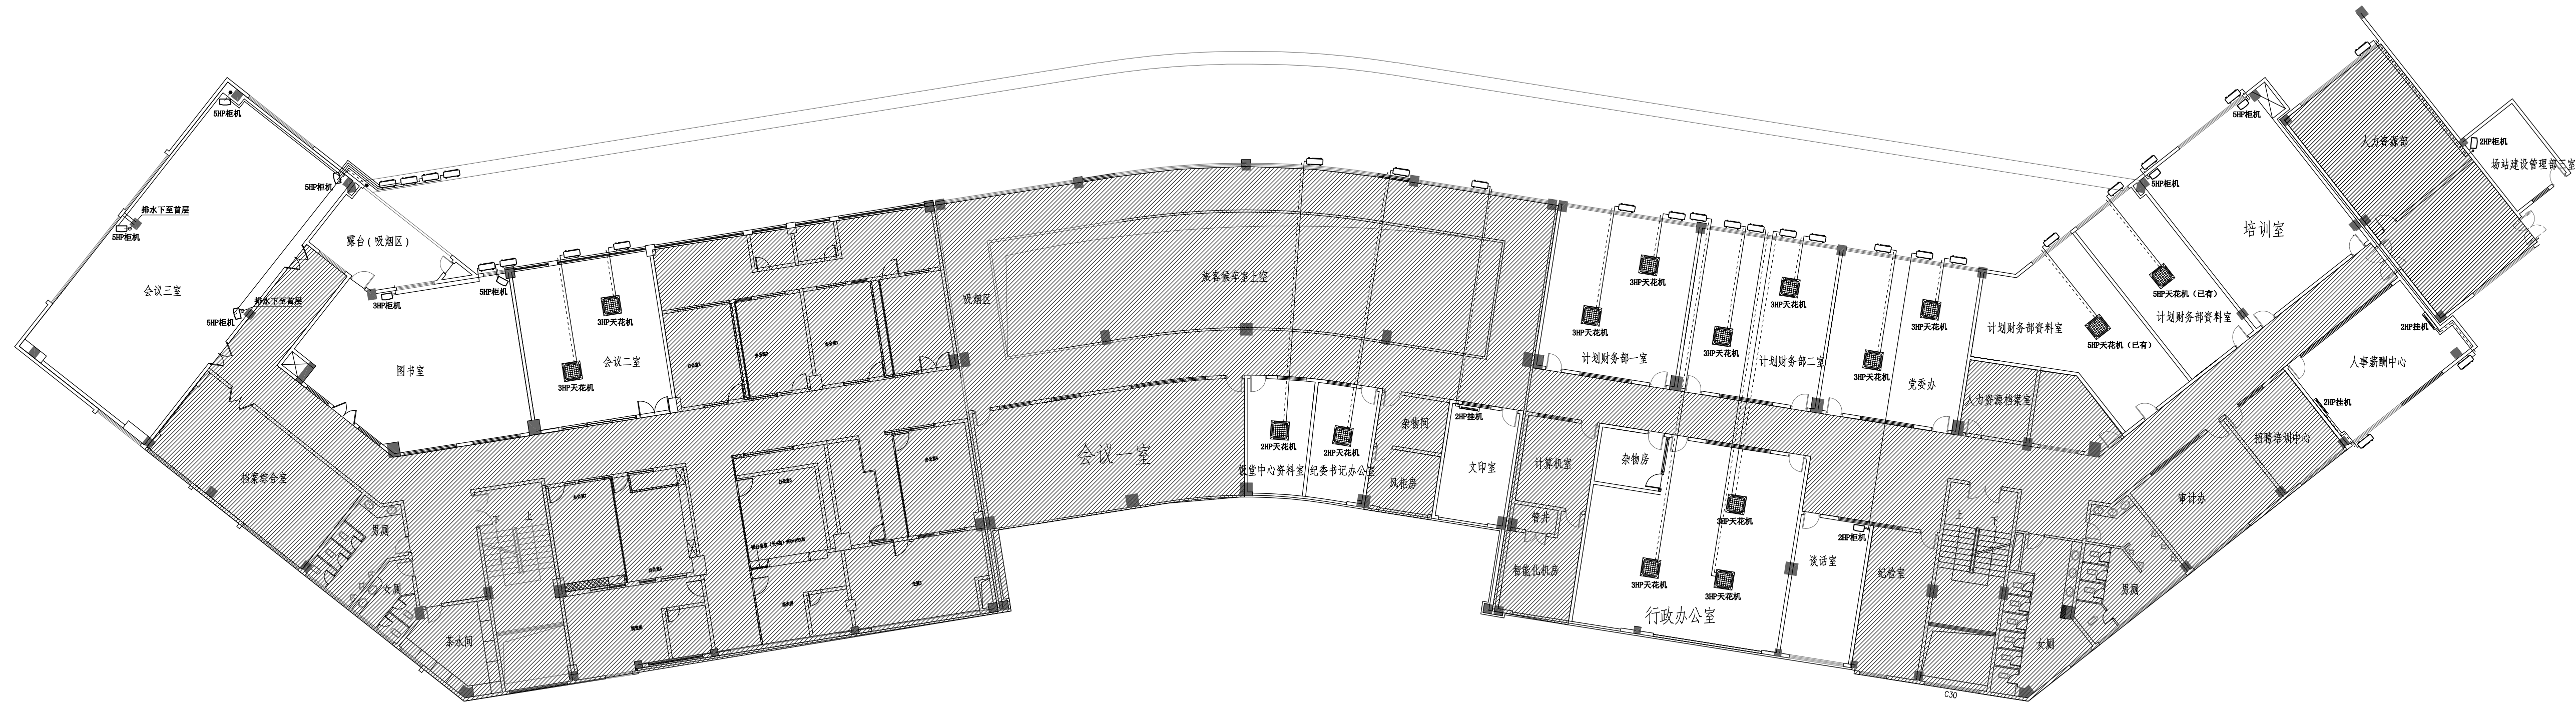 5HP柜机
5HP柜机
排水下至首层
5HP柜机
会议三室
露台(吸烟区)
排水下至首层
5HP柜机
3HP柜机
5HP柜机
图书室
3HP天花机
会议二室
3HP天花机
档案综合室
男厕
女厕
茶水间
下
上
吸烟区
旅客候车室上空
会议一室
2HP天花机
2HP天花机
饭堂中心资料室
纪委书记办公室
杂物间
风柜房
2HP挂机
文印室
3HP天花机
3HP天花机
计划财务部一室
3HP天花机
3HP天花机
计划财务部二室
3HP天花机
3HP天花机
党委办
计算机室
杂物房
管井
智能化机房
3HP天花机
3HP天花机
3HP天花机
行政办公室
2HP柜机
谈话室
纪检室
上
下
C30
男厕
女厕
人力资源档案室
计划财务部资料室
5HP天花机(已有)
5HP天花机(已有)
计划财务部资料室
5HP柜机
5HP柜机
培训室
人力资源部
2HP柜机
场站建设管理部三室
2HP挂机
人事薪酬中心
2HP挂机
招聘培训中心
审计办